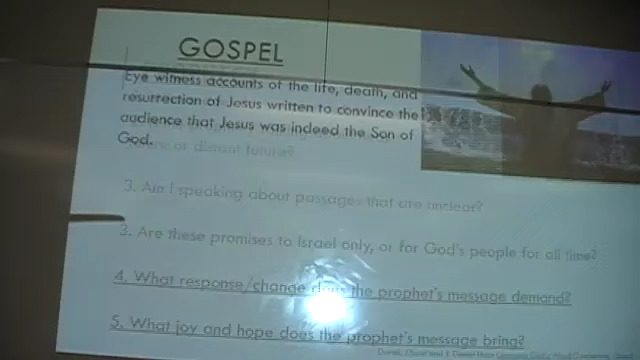 GOSPEL
Eye witness accounts of the life, death, and
resurrection of Jesus written to convince the
audience that Jesus was indeed the Son of
God.
or distant future?
3. Am I speaking about passages that are unclear?
3. Are these promises to Israel only, or for God's people for all time?
4. What response/change does the prophet's message demand?
5. What joy and hope does the prophet's message bring?